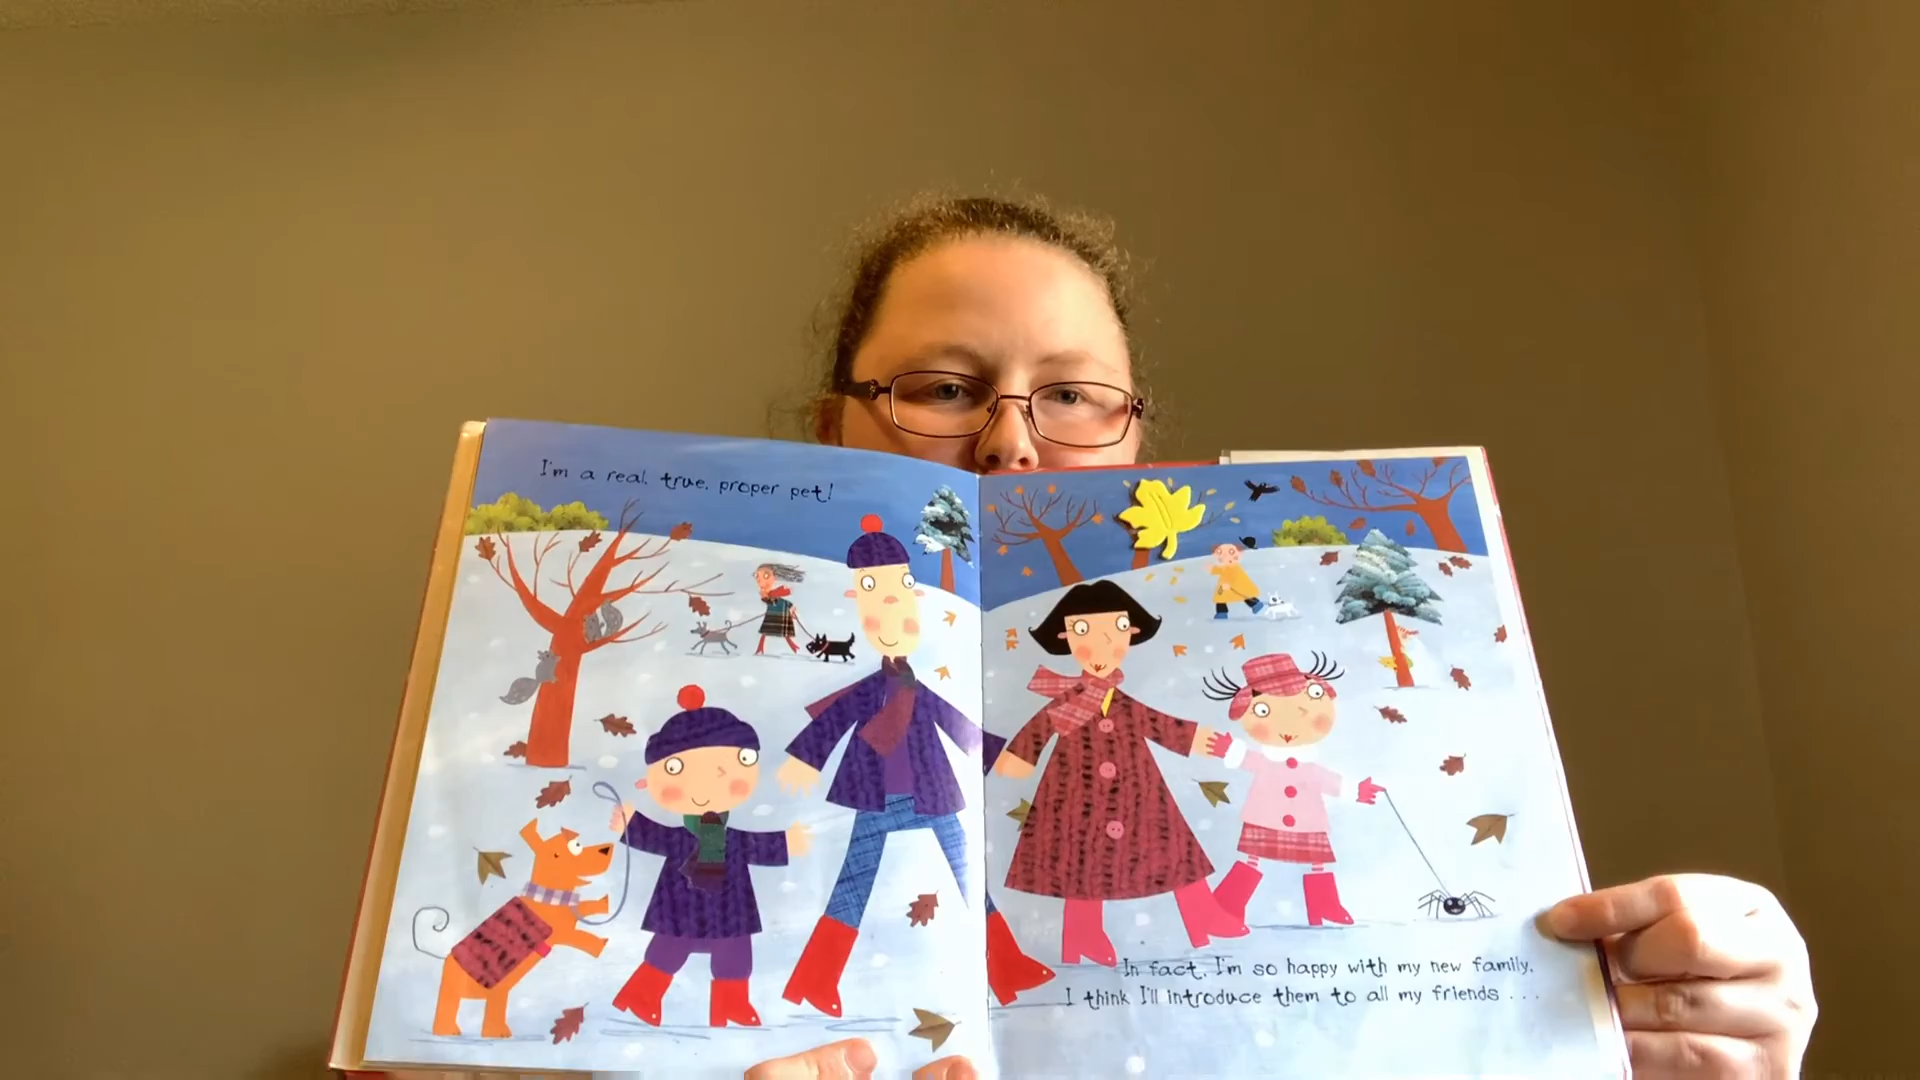 I'm a real, true, proper pet!
In fact, I'm so happy with my new family,
I think I'll introduce them to all my friends . . .